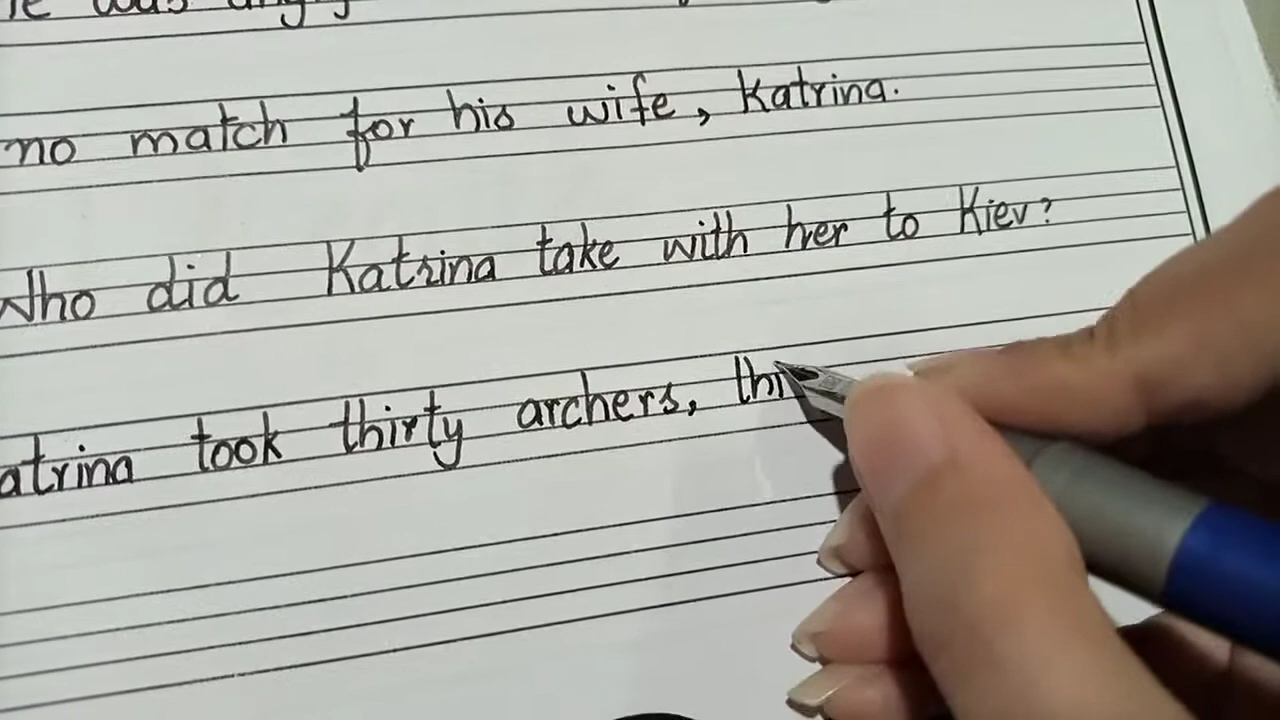 was
no match for his wife, Katrina.
Who did Katrina take with her to Kiev?
atrina took thirty archers, thi